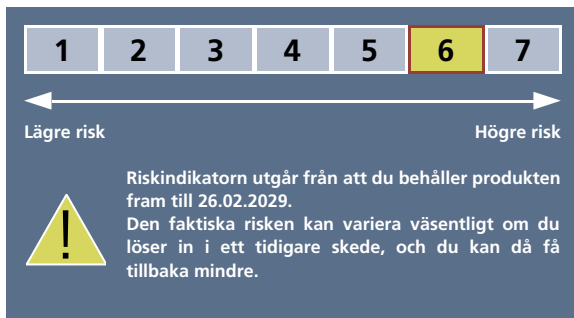 1 2 3 4 5 6 7
Lägre risk Högre risk
Riskindikatorn utgår från att du behåller produkten
fram till 26.02.2029.
Den faktiska risken kan variera väsentligt om du
löser in i ett tidigare skede, och du kan då få
tillbaka mindre.
!